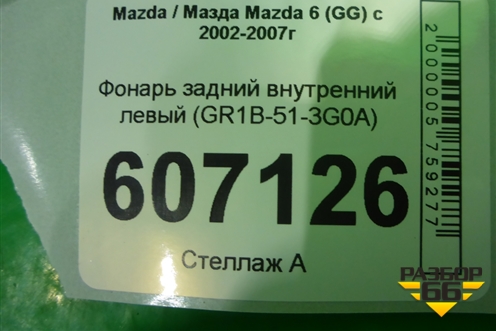 Mazda / Мазда Mazda 6 (GG) с
2002-2007г
Фонарь задний внутренний
левый (GR1B-51-3G0A)
607126
Стеллаж А
2000005759277
РАЗБОР
66